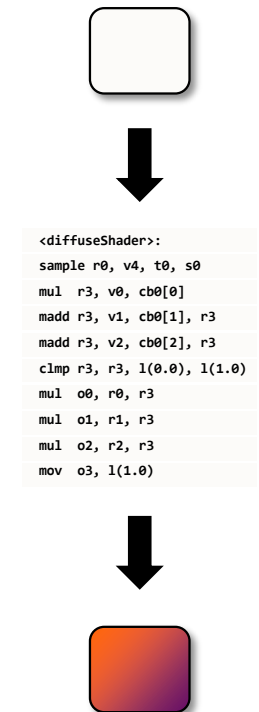 <diffuseShader>:
sample r0, v4, t0, s0
mul r3, v0, cb0[0]
madd r3, v1, cb0[1], r3
madd r3, v2, cb0[2], r3
clmp r3, r3, l(0.0), l(1.0)
mul o0, r0, r3
mul o1, r1, r3
mul o2, r2, r3
mov o3, l(1.0)